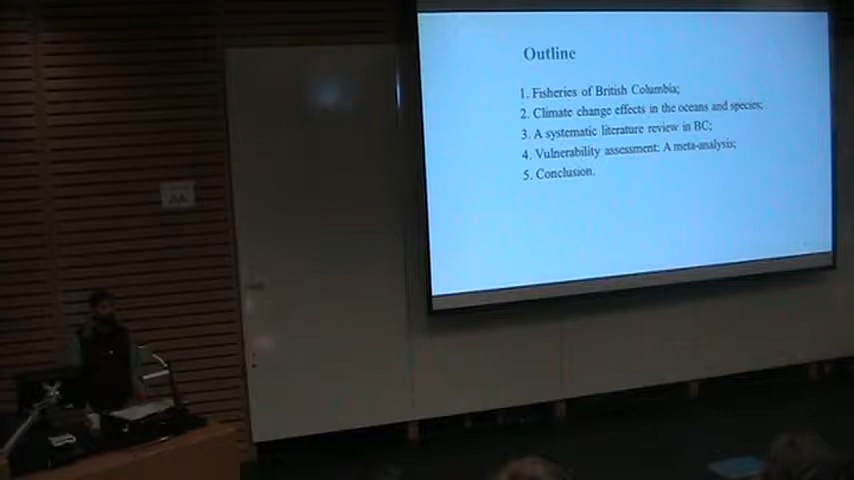 Outline
1. Fisheries of British Columbia;
2. Climate change effects in the oceans and species;
3. A systematic literature review in BC;
4. Vulnerability assessment: A meta-analysis;
5. Conclusion.